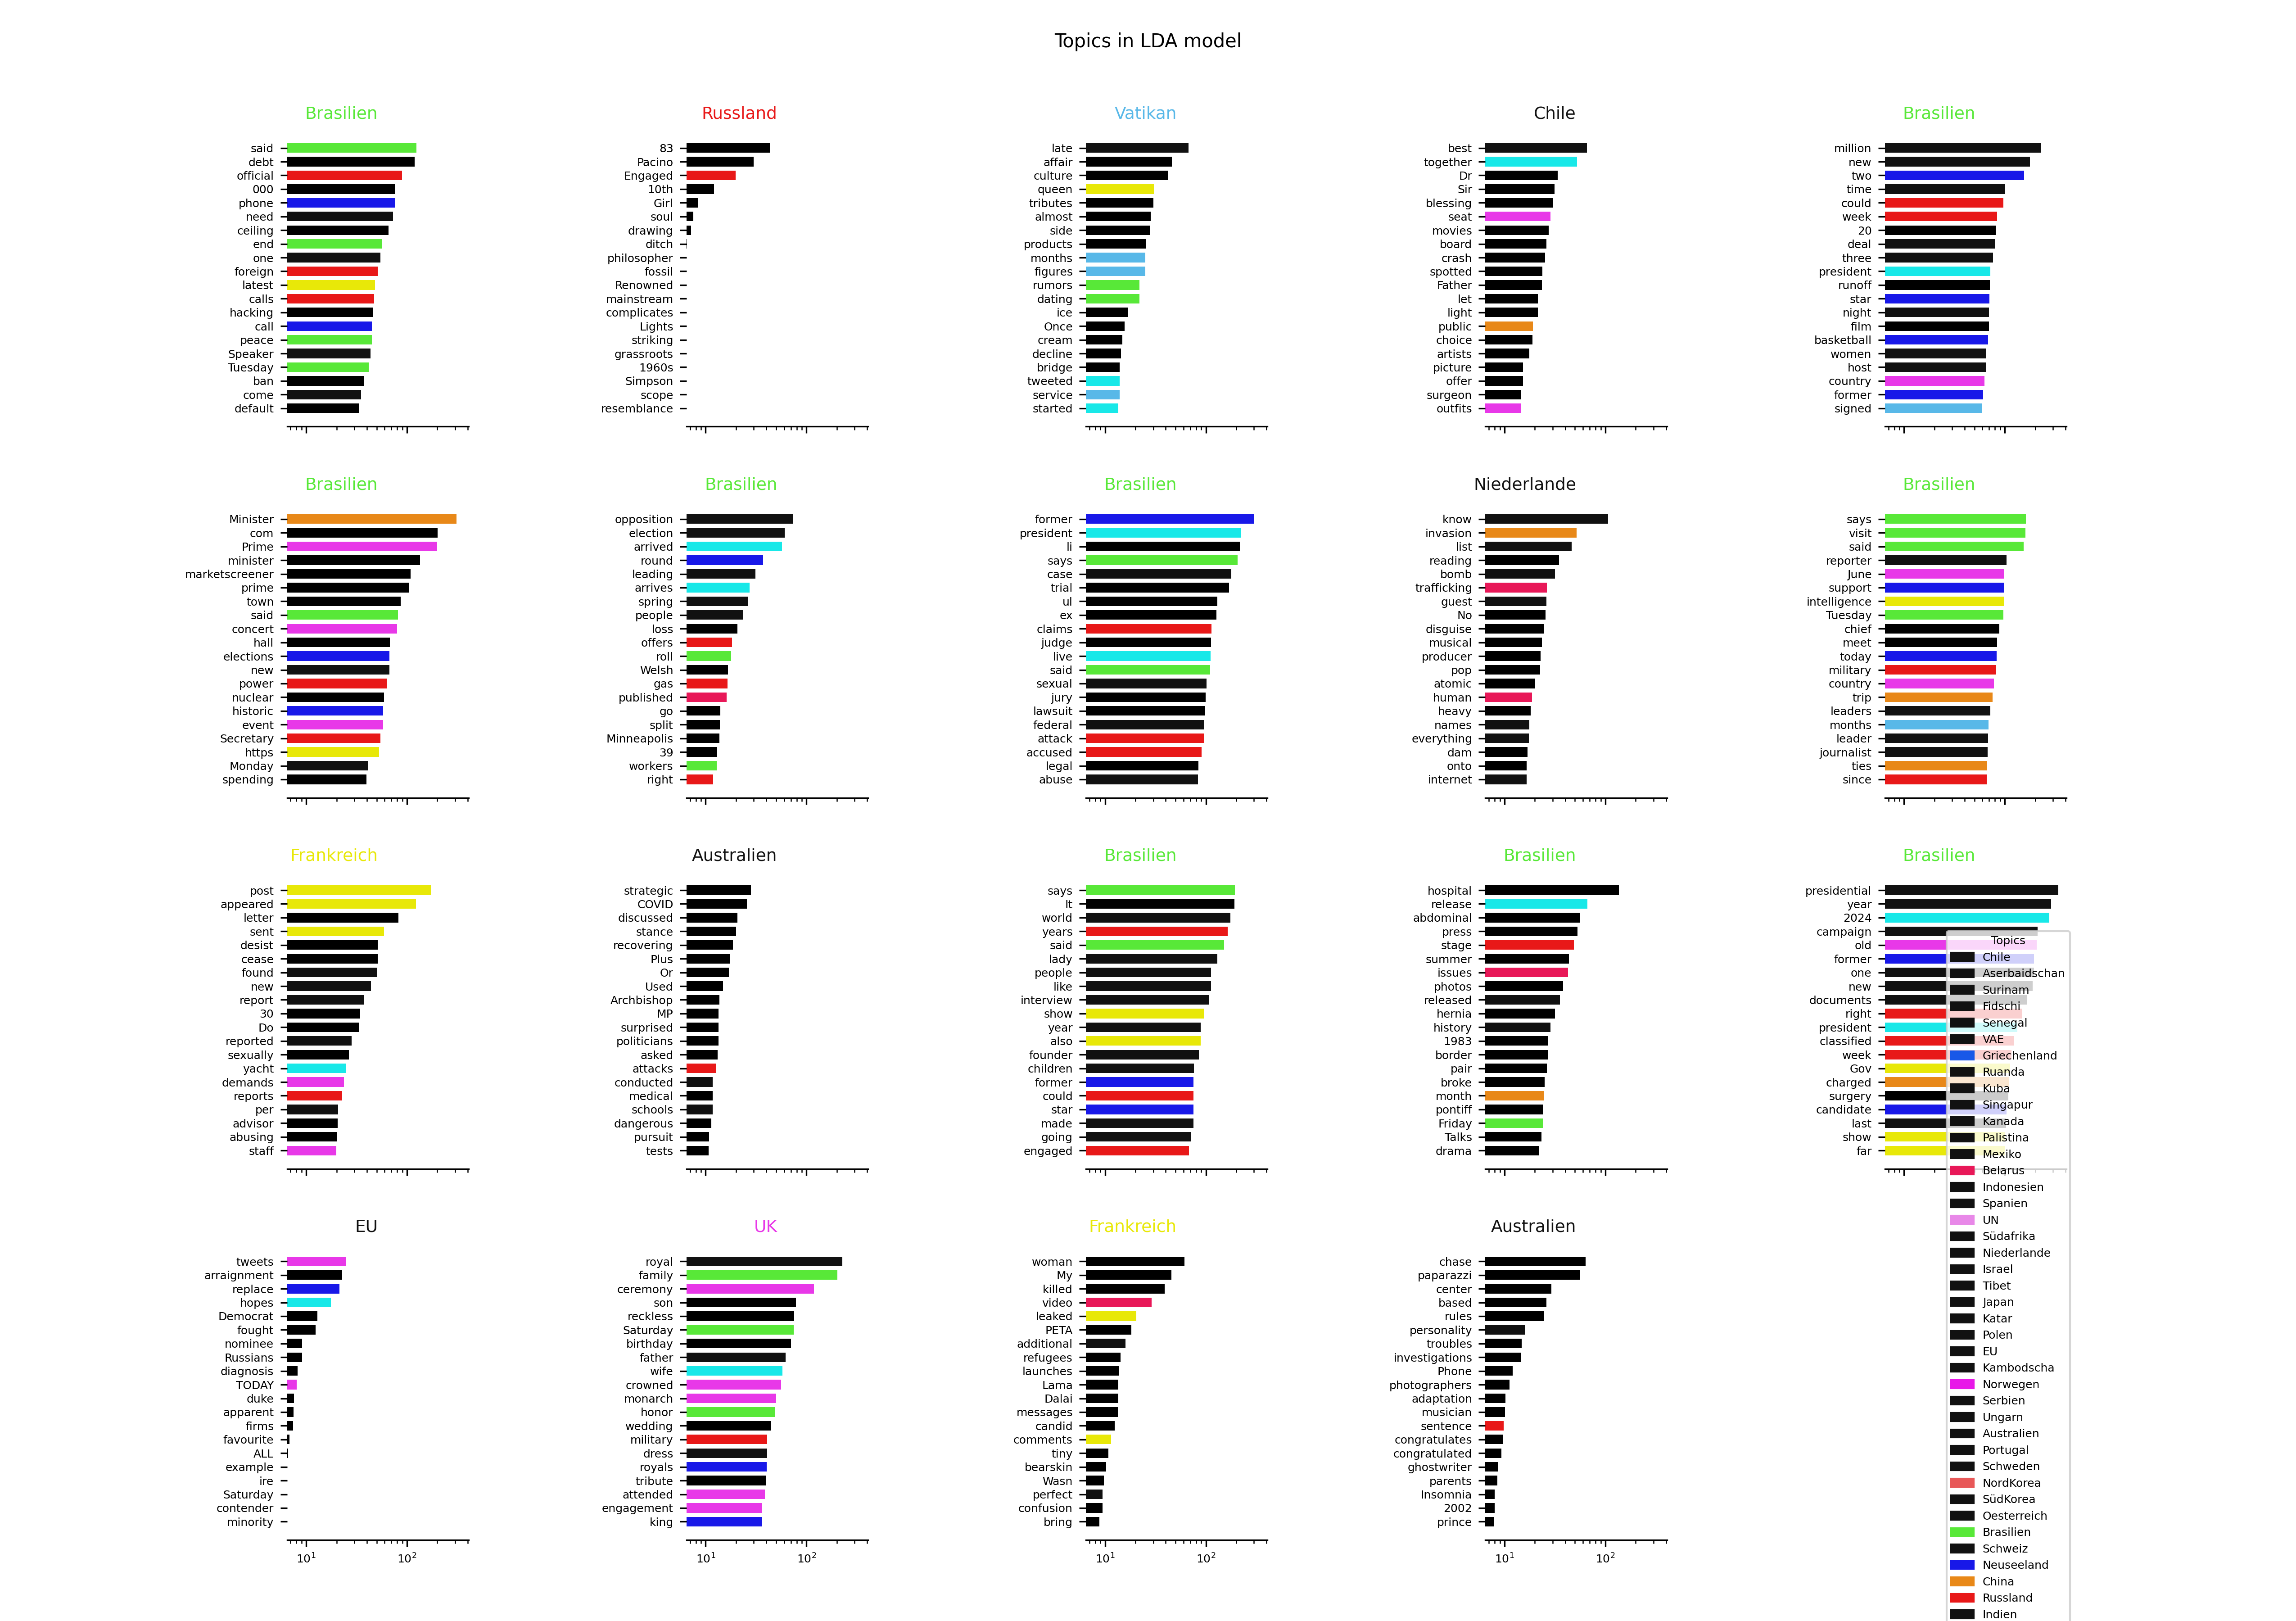 Topics in LDA model
Brasilien
said
debt
official
000
phone
need
ceiling
end
one
foreign
latest
calls
hacking
call
peace
Speaker
Tuesday
ban
come
default
Russland
83
Pacino
Engaged
10th
Girl
soul
drawing
ditch
philosopher
fossil
Renowned
mainstream
complicates
Lights
striking
grassroots
1960s
Simpson
scope
resemblance
Vatikan
late
affair
culture
queen
tributes
almost
side
products
months
figures
rumors
dating
ice
Once
cream
decline
bridge
tweeted
service
started
Chile
best
together
Dr
Sir
blessing
seat
movies
board
crash
spotted
Father
let
light
public
choice
artists
picture
offer
surgeon
outfits
Brasilien
million
new
two
time
could
week
20
deal
three
president
runoff
star
night
film
basketball
women
host
country
former
signed
Brasilien
Minister
com
Prime
minister
marketscreener
prime
town
said
concert
hall
elections
new
power
nuclear
historic
event
Secretary
https
Monday
spending
Brasilien
opposition
election
arrived
round
leading
arrives
spring
people
loss
offers
roll
Welsh
gas
published
go
split
Minneapolis
39
workers
right
Brasilien
former
president
li
says
case
trial
ul
ex
claims
judge
live
said
sexual
jury
lawsuit
federal
attack
accused
legal
abuse
Niederlande
know
invasion
list
reading
bomb
trafficking
guest
No
disguise
musical
producer
pop
atomic
human
heavy
names
everything
dam
onto
internet
Brasilien
says
visit
said
reporter
June
support
intelligence
Tuesday
chief
meet
today
military
country
trip
leaders
months
leader
journalist
ties
since
Frankreich
post
appeared
letter
sent
desist
cease
found
new
report
30
Do
reported
sexually
yacht
demands
reports
per
advisor
abusing
staff
Australien
strategic
COVID
discussed
stance
recovering
Plus
Or
Used
Archbishop
MP
surprised
politicians
asked
attacks
conducted
medical
schools
dangerous
pursuit
tests
Brasilien
says
It
world
years
said
lady
people
like
interview
show
year
also
founder
children
former
could
star
made
going
engaged
Brasilien
hospital
release
abdominal
press
stage
summer
issues
photos
released
hernia
history
1983
border
pair
broke
month
pontiff
Friday
Talks
drama
Brasilien
presidential
year
2024
campaign
old
former
one
new
documents
right
president
classified
week
Gov
charged
surgery
candidate
last
show
far
EU
tweets
arraignment
replace
hopes
Democrat
fought
nominee
Russians
diagnosis
TODAY
duke
apparent
firms
favourite
ALL
example
ire
Saturday
contender
minority
10¹ 10²
UK
royal
family
ceremony
son
reckless
Saturday
birthday
father
wife
crowned
monarch
honor
wedding
military
dress
royals
tribute
attended
engagement
king
10¹ 10²
Frankreich
woman
My
killed
video
leaked
PETA
additional
refugees
launches
Lama
Dalai
messages
candid
comments
tiny
bearskin
Wasn
perfect
confusion
bring
10¹ 10²
Australien
chase
paparazzi
center
based
rules
personality
troubles
investigations
Phone
photographers
adaptation
musician
sentence
congratulates
congratulated
ghostwriter
parents
Insomnia
2002
prince
10¹ 10²
Topics
Chile
Aserbaidschan
Surinam
Fidschi
Senegal
VAE
Griechenland
Ruanda
Kuba
Singapur
Kanada
Palistina
Mexiko
Belarus
Indonesien
Spanien
UN
Südafrika
Niederlande
Israel
Tibet
Japan
Katar
Polen
EU
Kambodscha
Norwegen
Serbien
Ungarn
Australien
Portugal
Schweden
NordKorea
SüdKorea
Oesterreich
Brasilien
Schweiz
Neuseeland
China
Russland
Indien